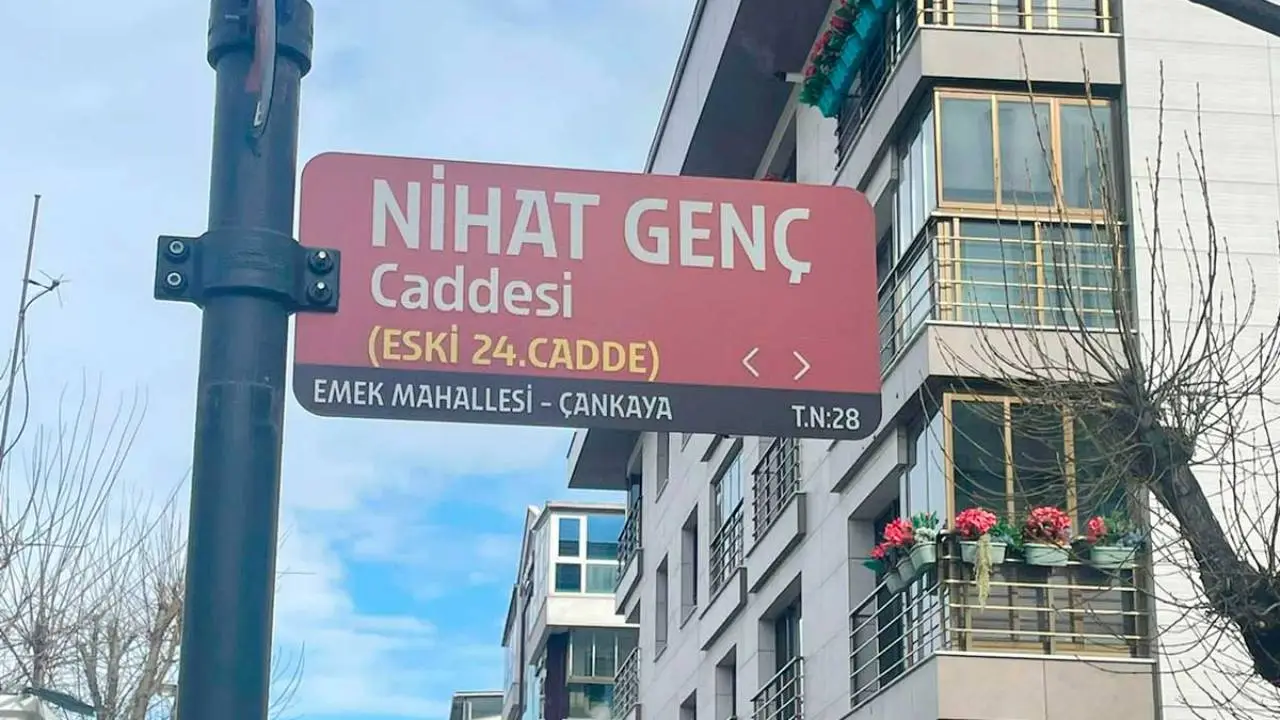 NİHAT GENÇ
Caddesi
(ESKİ 24.CADDE)
< >
EMEK MAHALLESİ - ÇANKAYA T.N:28